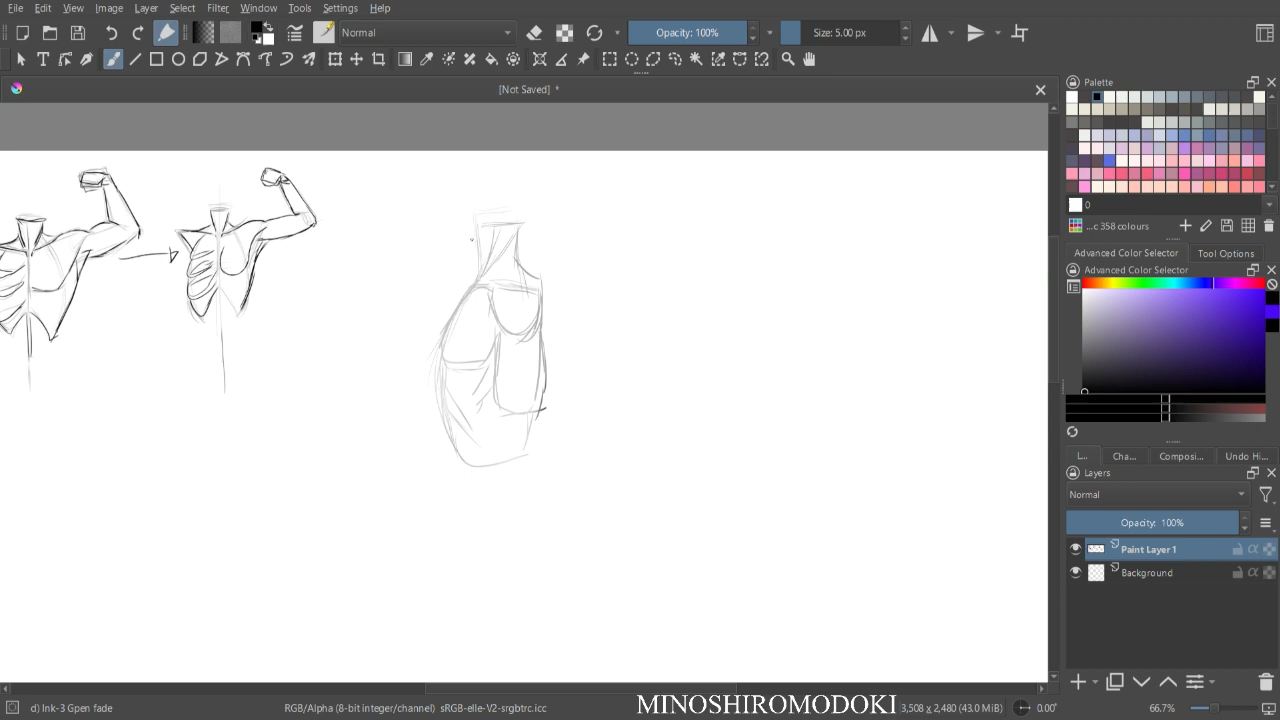 File Edit View Image Layer Select Filter Window Tools Settings Help
Normal Opacity: 100% Size: 5.00 px
[Not Saved] *
Palette
0
...c 358 colours
Advanced Color Selector Tool Options
Advanced Color Selector
L... Cha... Composi... Undo Hi...
Layers
Normal
Opacity: 100%
Paint Layer 1
Background
d) Ink-3 Gpen fade RGB/Alpha (8-bit integer/channel) sRGB-elle-V2-srgbtrc.icc MINOSHIROMODOKI 3,508 x 2,480 (43.0 MiB) 0.00° 66.7%